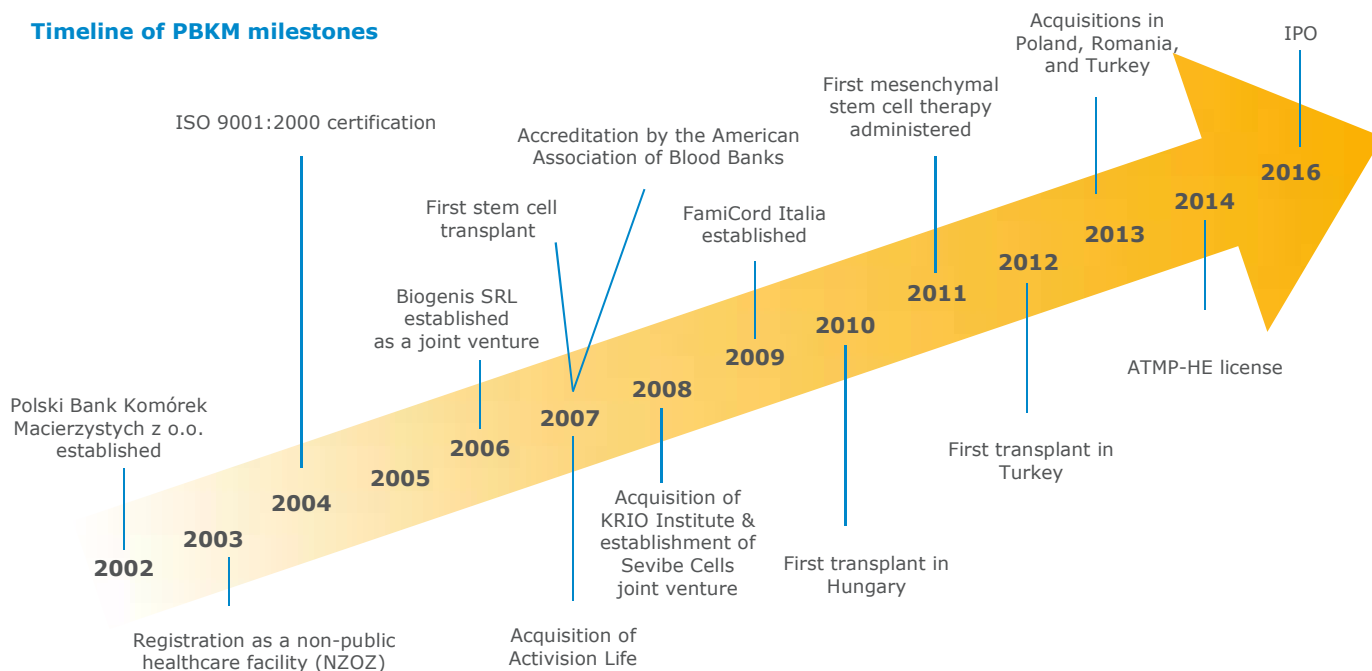 Timeline of PBKM milestones
Polski Bank Komórek
Macierzystych z o.o.
established
2002
2003
Registration as a non-public
healthcare facility (NZOZ)
ISO 9001:2000 certification
2004
2005
Biogenis SRL
established
as a joint venture
2006
First stem cell
transplant
Accreditation by the American
Association of Blood Banks
2007
Acquisition of
Activision Life
2008
Acquisition of
KRIO Institute &
establishment of
Sevibe Cells
joint venture
FamiCord Italia
established
2009
2010
First transplant in
Hungary
First mesenchymal
stem cell therapy
administered
2011
2012
First transplant in
Turkey
Acquisitions in
Poland, Romania,
and Turkey
2013
2014
ATMP-HE license
IPO
2016